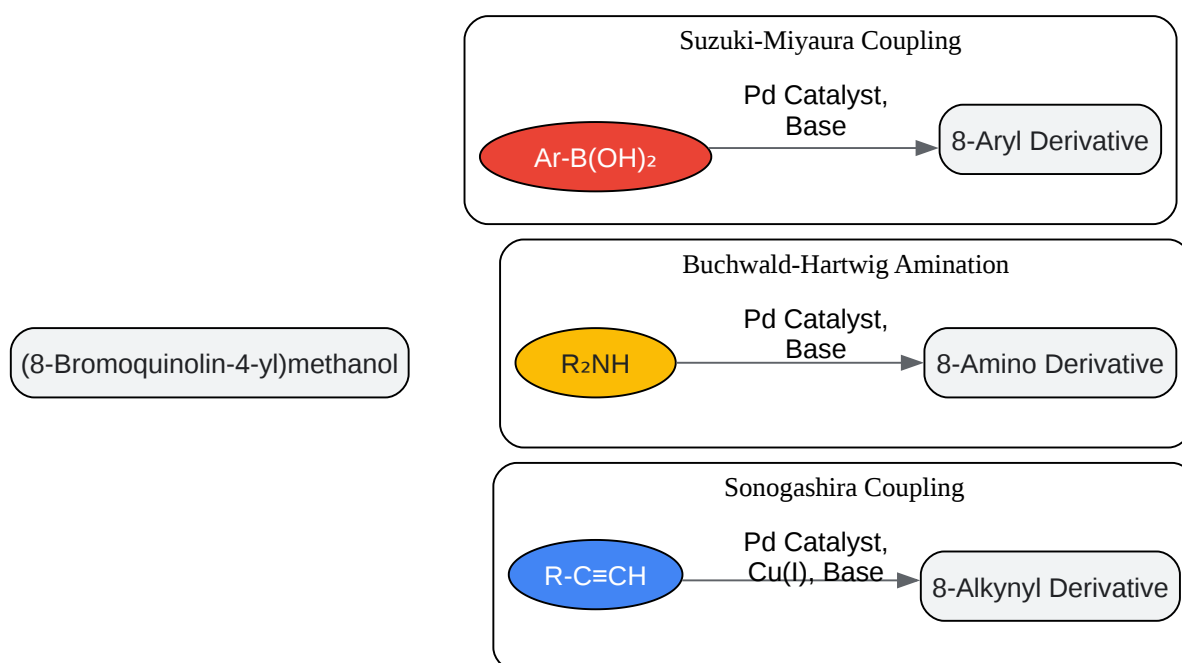 Suzuki-Miyaura Coupling
Pd Catalyst,
Base
Ar-B(OH)₂
8-Aryl Derivative
Buchwald-Hartwig Amination
(8-Bromoquinolin-4-yl)methanol
Pd Catalyst,
Base
R₂NH
8-Amino Derivative
Sonogashira Coupling
Pd Catalyst,
Cu(I), Base
R-C≡CH
8-Alkynyl Derivative